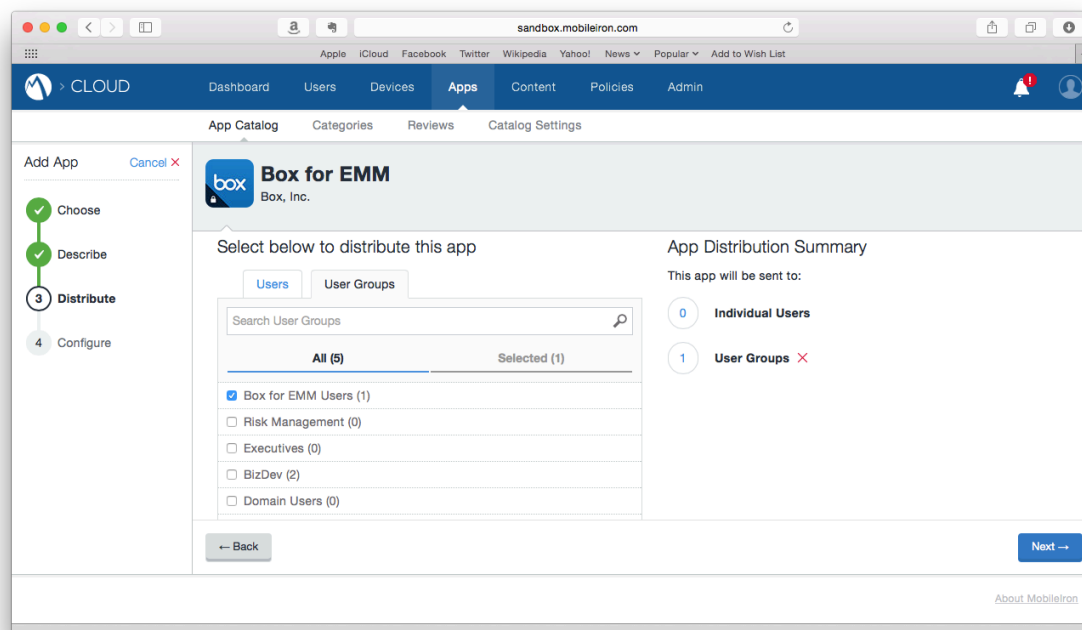 sandbox.mobileiron.com
Apple iCloud Facebook Twitter Wikipedia Yahoo! News Popular Add to Wish List
> CLOUD Dashboard Users Devices Apps Content Policies Admin !
App Catalog Categories Reviews Catalog Settings
Add App Cancel ×
Choose
Describe
3 Distribute
4 Configure
box
Box for EMM
Box, Inc.
Select below to distribute this app
Users User Groups
Search User Groups
All (5) Selected (1)
Box for EMM Users (1)
Risk Management (0)
Executives (0)
BizDev (2)
Domain Users (0)
App Distribution Summary
This app will be sent to:
0 Individual Users
1 User Groups ×
← Back
Next →
About MobileIron